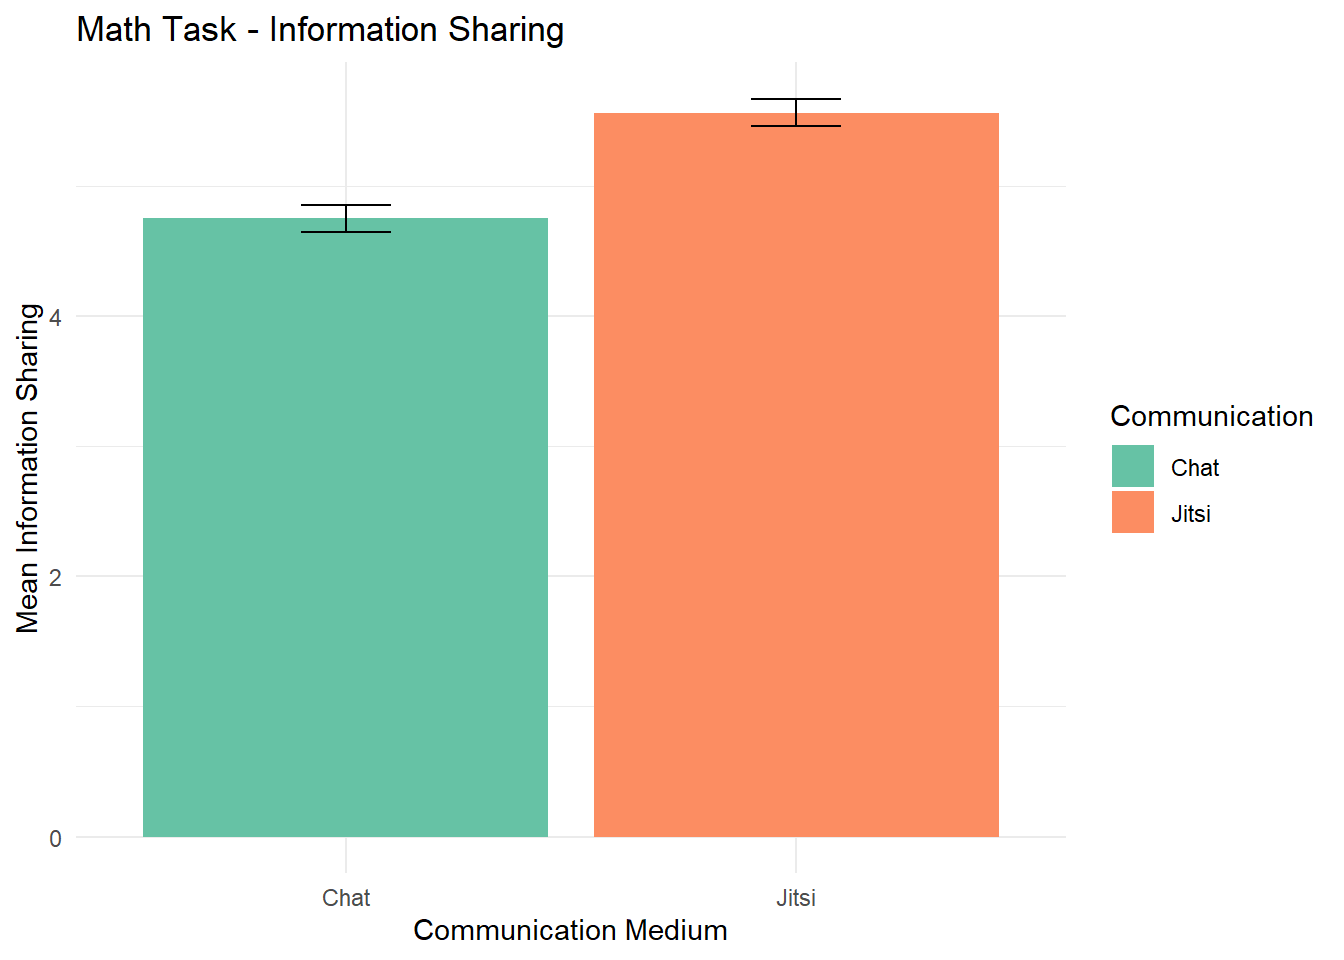 Math Task - Information Sharing
Mean Information Sharing
4
2
0
Chat
Jitsi
Communication Medium
Communication
Chat
Jitsi